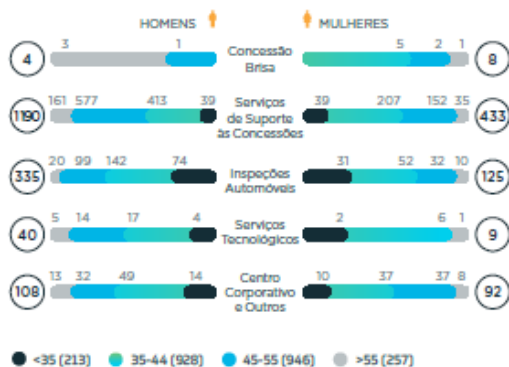 HOMENS MULHERES
3 1 Concessão 5 2 1
4 Brisa 8
161 577 413 39 Serviços 39 207 152 35
1190 de Suporte 433
às Concessões
20 99 142 74 31 52 32 10
335 Inspeções 125
Automóveis
5 14 17 4 Serviços 2 6 1
40 Tecnológicos 9
13 32 49 14 Centro 10 37 37 8
108 Corporativo 92
e Outros
<35 (213) 35-44 (928) 45-55 (946) >55 (257)